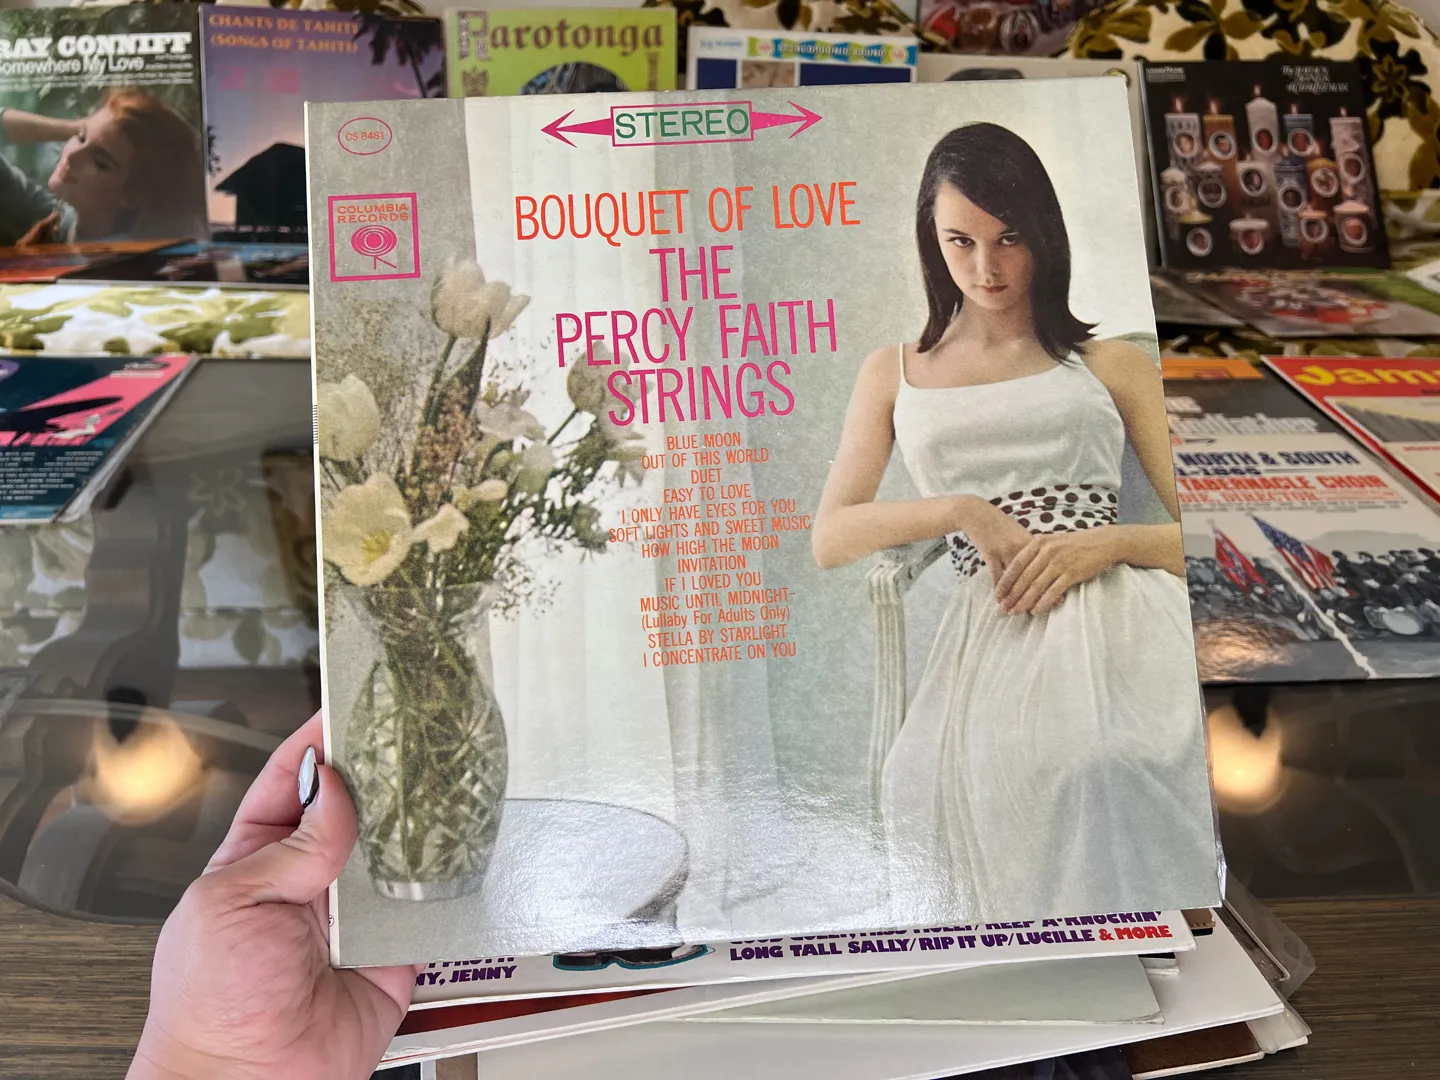 RAY CONNIFF
Somewhere My Love
CHANTS DE TAHITI
(SONGS OF TAHITI)
Rarotonga
STEREOPHONIC SOUND
CS 8481
STEREO
COLUMBIA
RECORDS
BOUQUET OF LOVE
THE
PERCY FAITH
STRINGS
BLUE MOON
OUT OF THIS WORLD
DUET
EASY TO LOVE
I ONLY HAVE EYES FOR YOU
SOFT LIGHTS AND SWEET MUSIC
HOW HIGH THE MOON
INVITATION
IF I LOVED YOU
MUSIC UNTIL MIDNIGHT-
(Lullaby For Adults Only)
STELLA BY STARLIGHT
I CONCENTRATE ON YOU
NORTH & SOUTH
TABERNACLE CHOIR
DIRECTOR
LONG TALL SALLY/RIP IT UP/LUCILLE & MORE
JENNY